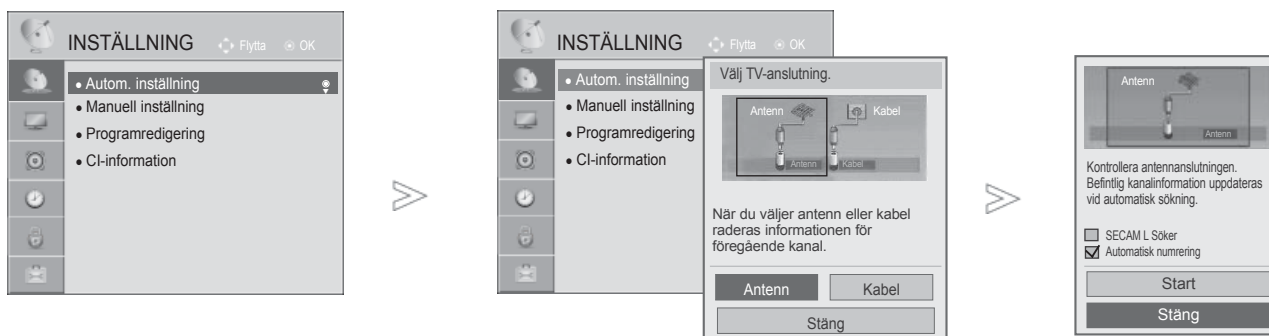 INSTÄLLNING Flytta OK
• Autom. inställning
• Manuell inställning
• Programredigering
• CI-information
>
INSTÄLLNING Flytta OK
• Autom. inställning
• Manuell inställning
• Programredigering
• CI-information
Välj TV-anslutning.
Antenn Kabel
Antenn Kabel
När du väljer antenn eller kabel
raderas informationen för
föregående kanal.
Antenn Kabel
Stäng
>
Antenn
Antenn
Kontrollera antennanslutningen.
Befintlig kanalinformation uppdateras
vid automatisk sökning.
SECAM L Söker
Automatisk numrering
Start
Stäng